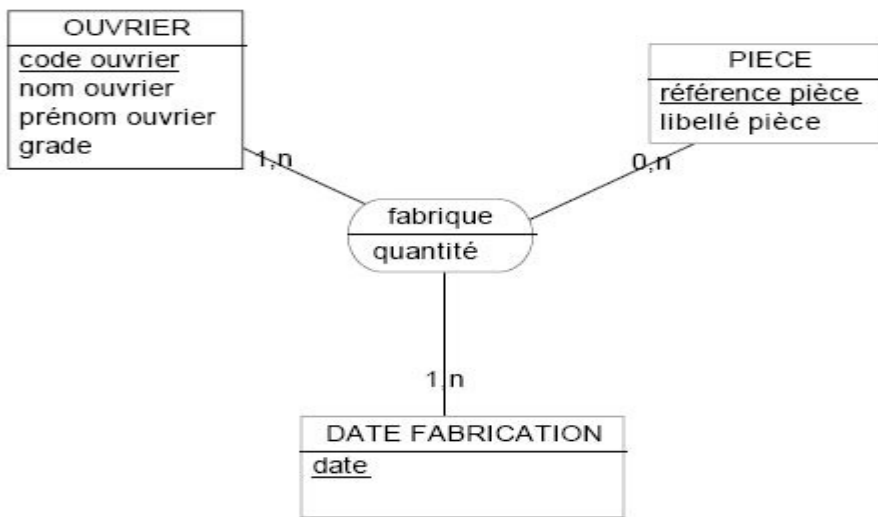 OUVRIER
code ouvrier
nom ouvrier
prénom ouvrier
grade
PIECE
référence pièce
libellé pièce
1,n
0,n
fabrique
quantité
1,n
DATE FABRICATION
date